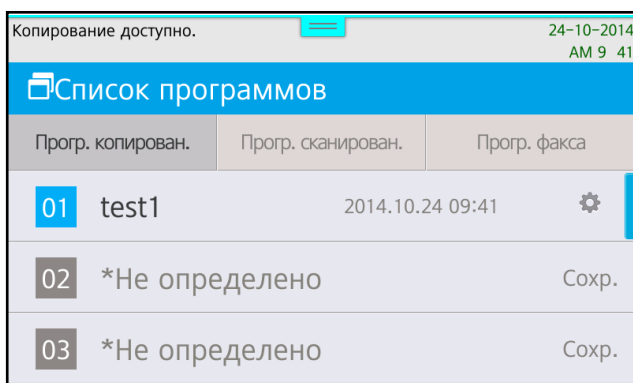 Копирование доступно.
24-10-2014
AM 9 41
Список программов
Прогр. копирован. Прогр. сканирован. Прогр. факса
01 test1 2014.10.24 09:41
02 *Не определено Сохр.
03 *Не определено Сохр.